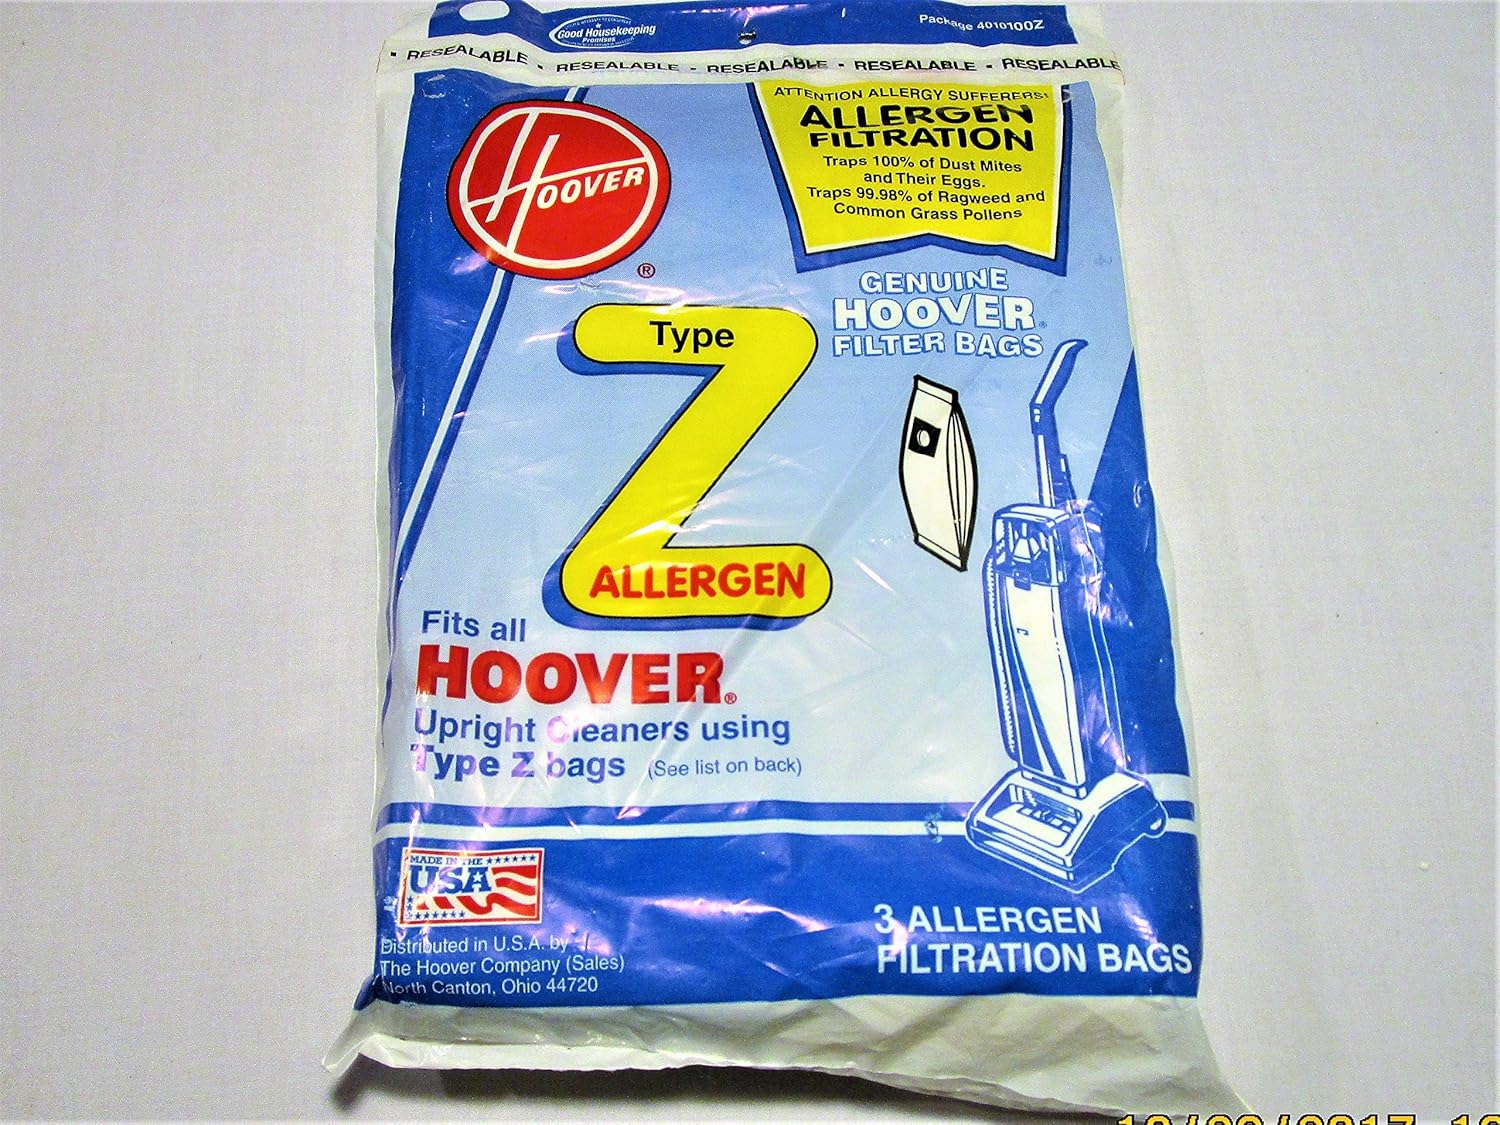 Good Housekeeping
Promises
Package 4010100Z
RESEALABLE - RESEALABLE - RESEALABLE - RESEALABLE - RESEALABLE
HOOVER
®
ATTENTION ALLERGY SUFFERERS:
ALLERGEN
FILTRATION
Traps 100% of Dust Mites
and Their Eggs.
Traps 99.98% of Ragweed and
Common Grass Pollens
GENUINE
HOOVER®
FILTER BAGS
Type
Z
ALLERGEN
Fits all
HOOVER®
Upright Cleaners using
Type Z bags (See list on back)
MADE IN THE
USA
Distributed in U.S.A. by
The Hoover Company (Sales)
North Canton, Ohio 44720
3 ALLERGEN
FILTRATION BAGS